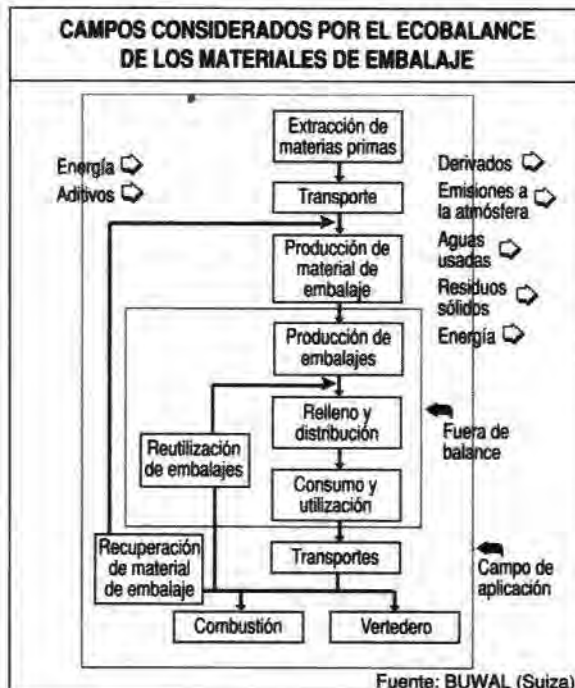 CAMPOS CONSIDERADOS POR EL ECOBALANCE
DE LOS MATERIALES DE EMBALAJE
Extracción de
materias primas
Energía
Aditivos
Transporte
Derivados
Emisiones a
la atmósfera
Producción de
material de
embalaje
Aguas
usadas
Residuos
sólidos
Energía
Producción de
embalajes
Relleno y
distribución
Fuera de
balance
Reutilización
de embalajes
Consumo y
utilización
Recuperación
de material
de embalaje
Transportes
Campo de
aplicación
Combustión
Vertedero
Fuente: BUWAL (Suiza)